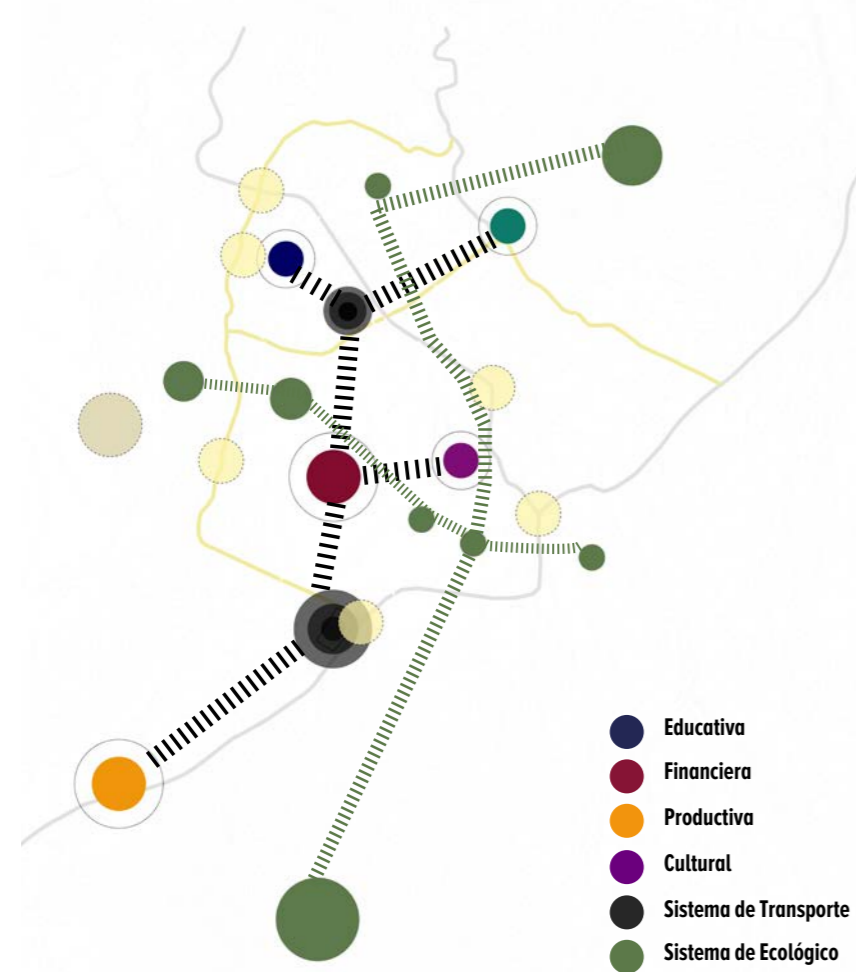 Educativa
Financiera
Productiva
Cultural
Sistema de Transporte
Sistema de Ecológico